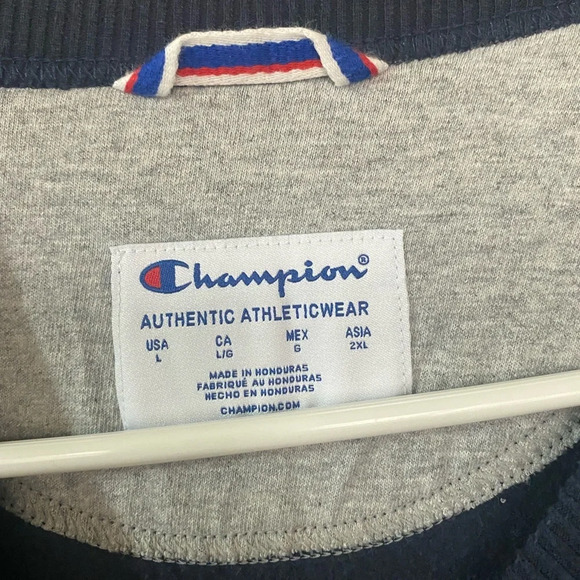 Champion®
AUTHENTIC ATHLETICWEAR
USA CA MEX ASIA
L L/G G 2XL
MADE IN HONDURAS
FABRIQUÉ AU HONDURAS
HECHO EN HONDURAS
CHAMPION.COM